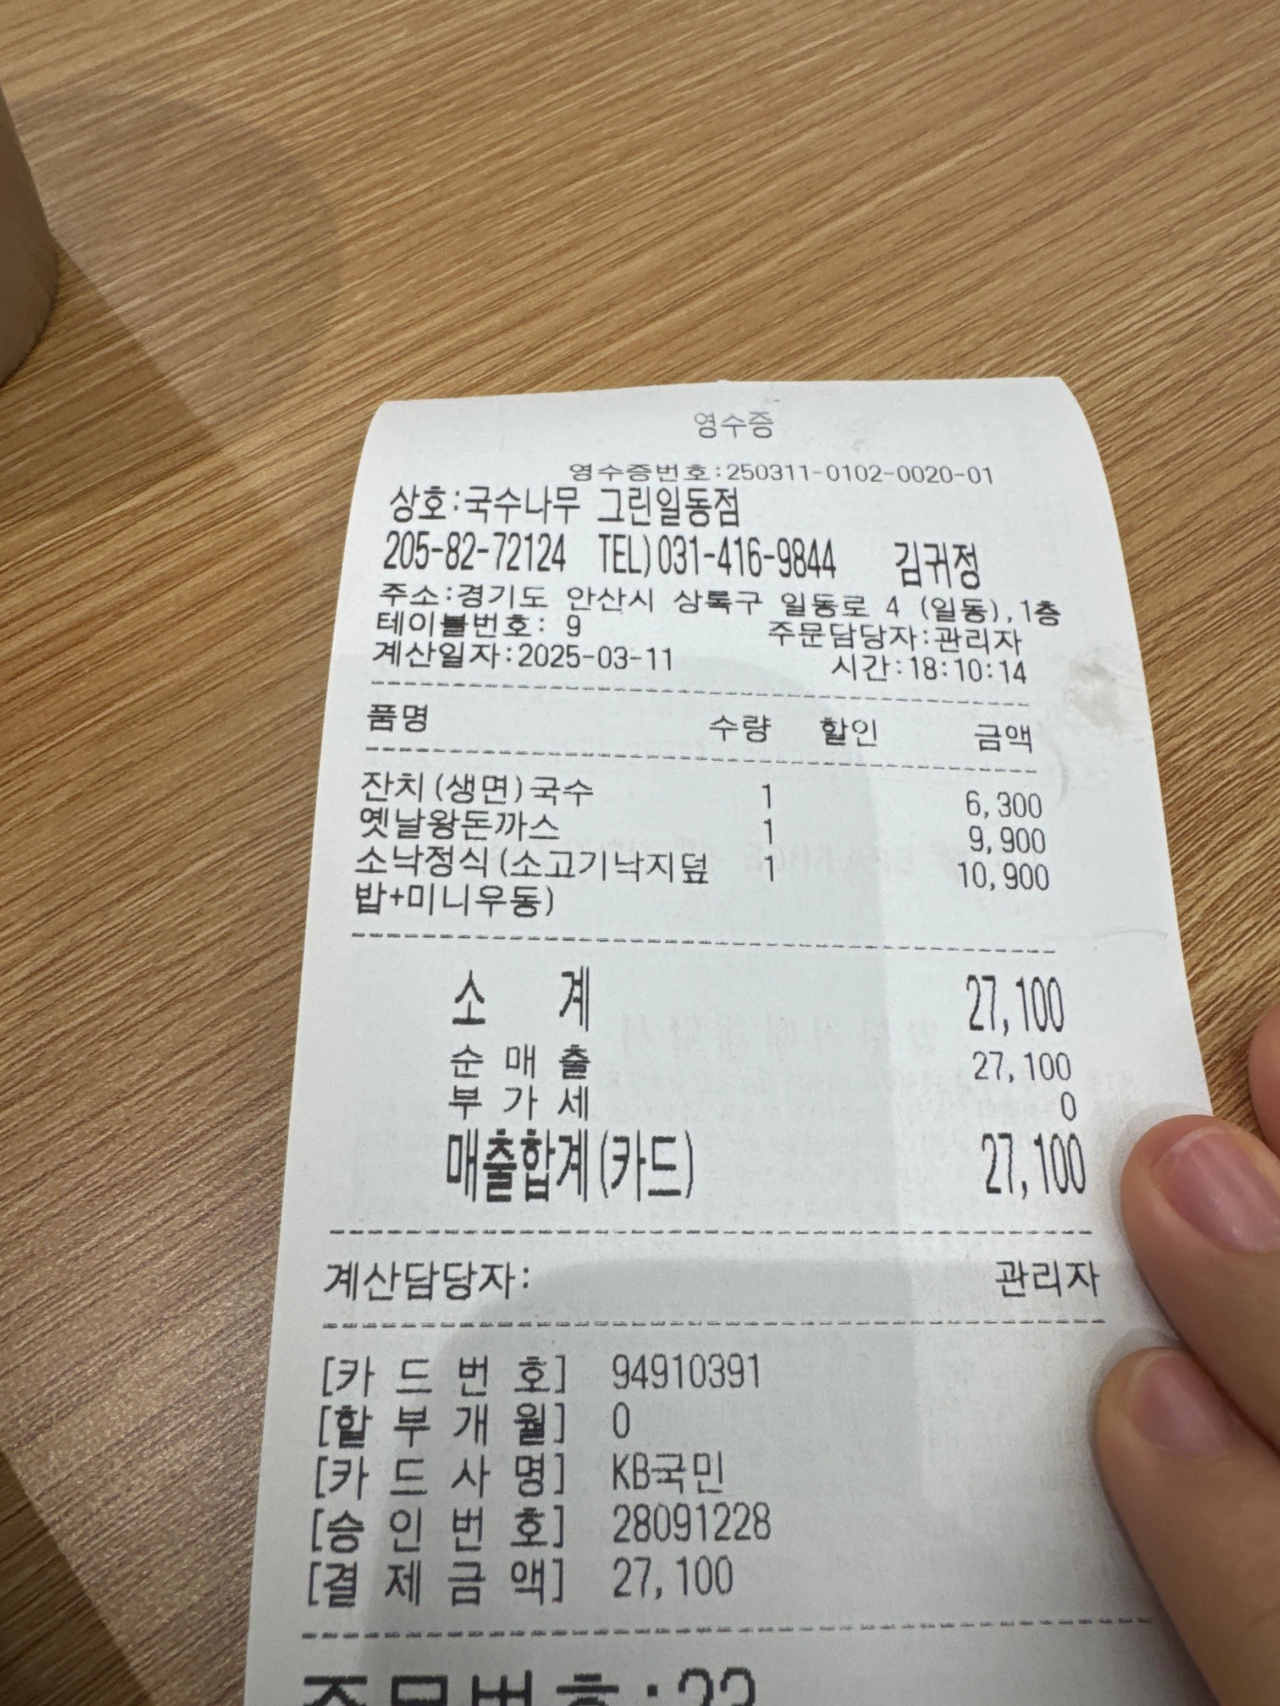 영수증
영수증번호:250311-0102-0020-01
상호:국수나무 그린일동점
205-82-72124 TEL)031-416-9844 김귀정
주소:경기도 안산시 상록구 일동로 4 (일동),1층
테이블번호: 9 주문담당자:관리자
계산일자:2025-03-11 시간:18:10:14
품명 수량 할인 금액
잔치(생면)국수 1 6,300
옛날왕돈까스 1 9,900
소낙정식(소고기낙지덮 1 10,900
밥+미니우동)
소 계 27,100
순 매 출 27,100
부 가 세 0
매출합계(카드) 27,100
계산담당자: 관리자
[카 드 번 호] 94910391
[할 부 개 월] 0
[카 드 사 명] KB국민
[승 인 번 호] 28091228
[결 제 금 액] 27,100
주문번호: